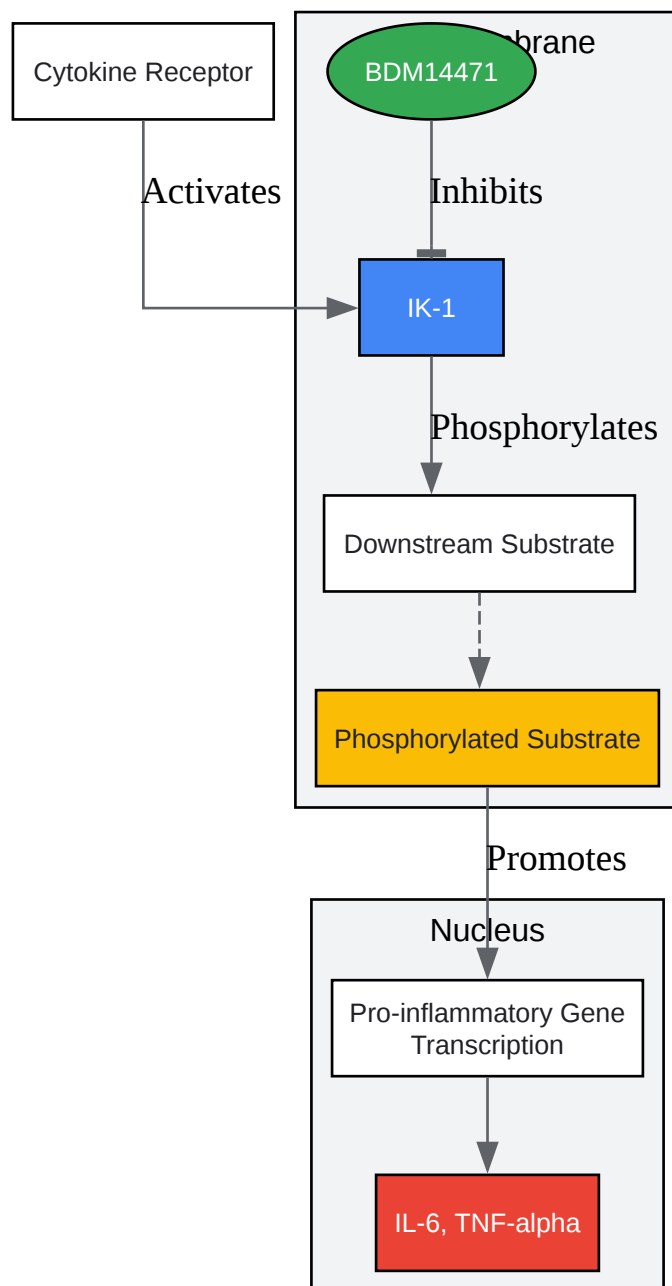 Cytokine Receptor
BDM14471
Activates
Inhibits
IK-1
Phosphorylates
Downstream Substrate
Phosphorylated Substrate
Promotes
Nucleus
Pro-inflammatory Gene
Transcription
IL-6, TNF-alpha